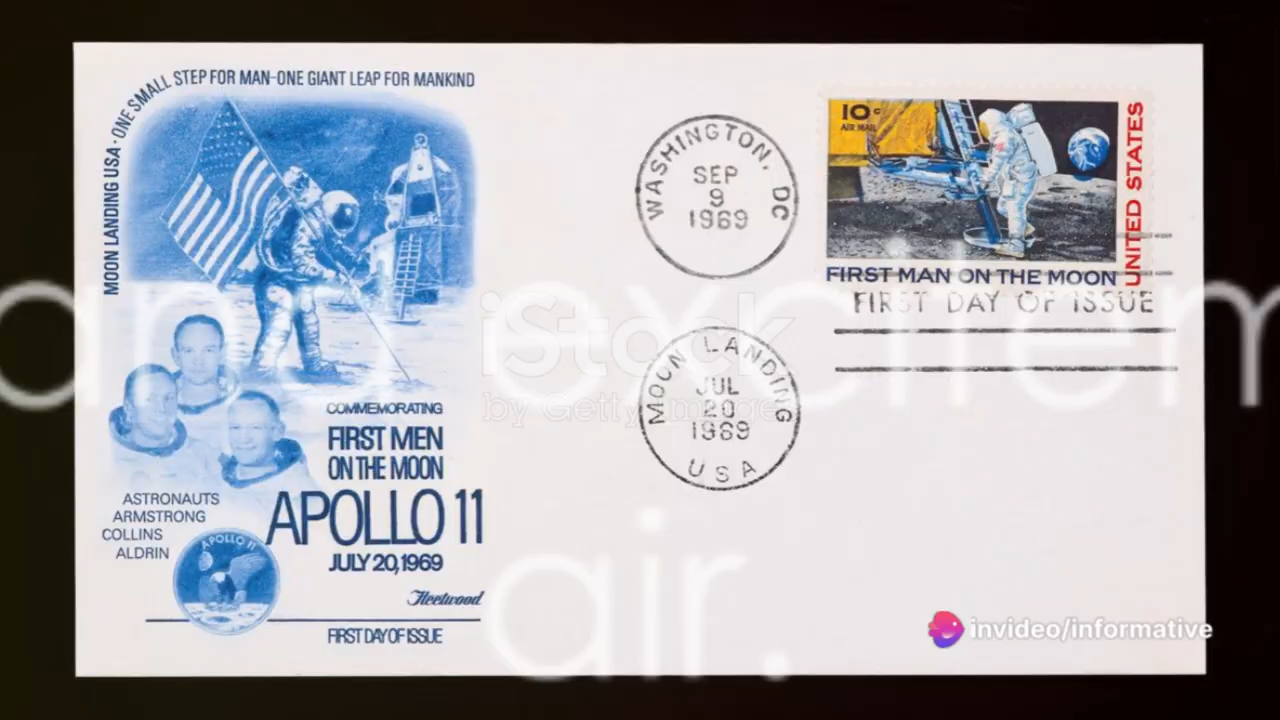 MOON LANDING USA · ONE SMALL STEP FOR MAN-ONE GIANT LEAP FOR MANKIND
WASHINGTON, DC
SEP
9
1969
10c
AIR MAIL
UNITED STATES
FIRST MAN ON THE MOON
FIRST DAY OF ISSUE
and extrem
iStock
by Getty Images
MOON LANDING
JUL
20
1969
USA
COMMEMORATING
FIRST MEN
ON THE MOON
APOLLO 11
JULY 20, 1969
ASTRONAUTS
ARMSTRONG
COLLINS
ALDRIN
APOLLO 11
Fleetwood
FIRST DAY OF ISSUE
air.
invideo/informative